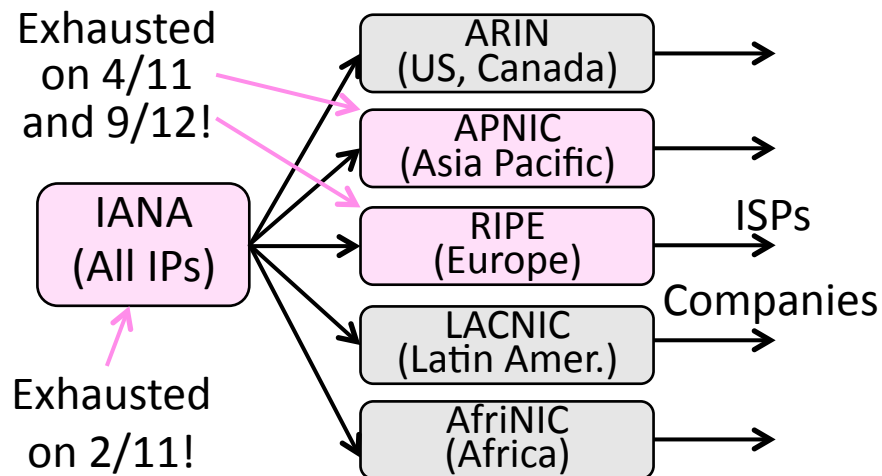 Exhausted
on 4/11
and 9/12!
IANA
(All IPs)
Exhausted
on 2/11!
ARIN
(US, Canada)
APNIC
(Asia Pacific)
RIPE
(Europe)
LACNIC
(Latin Amer.)
AfriNIC
(Africa)
ISPs
Companies